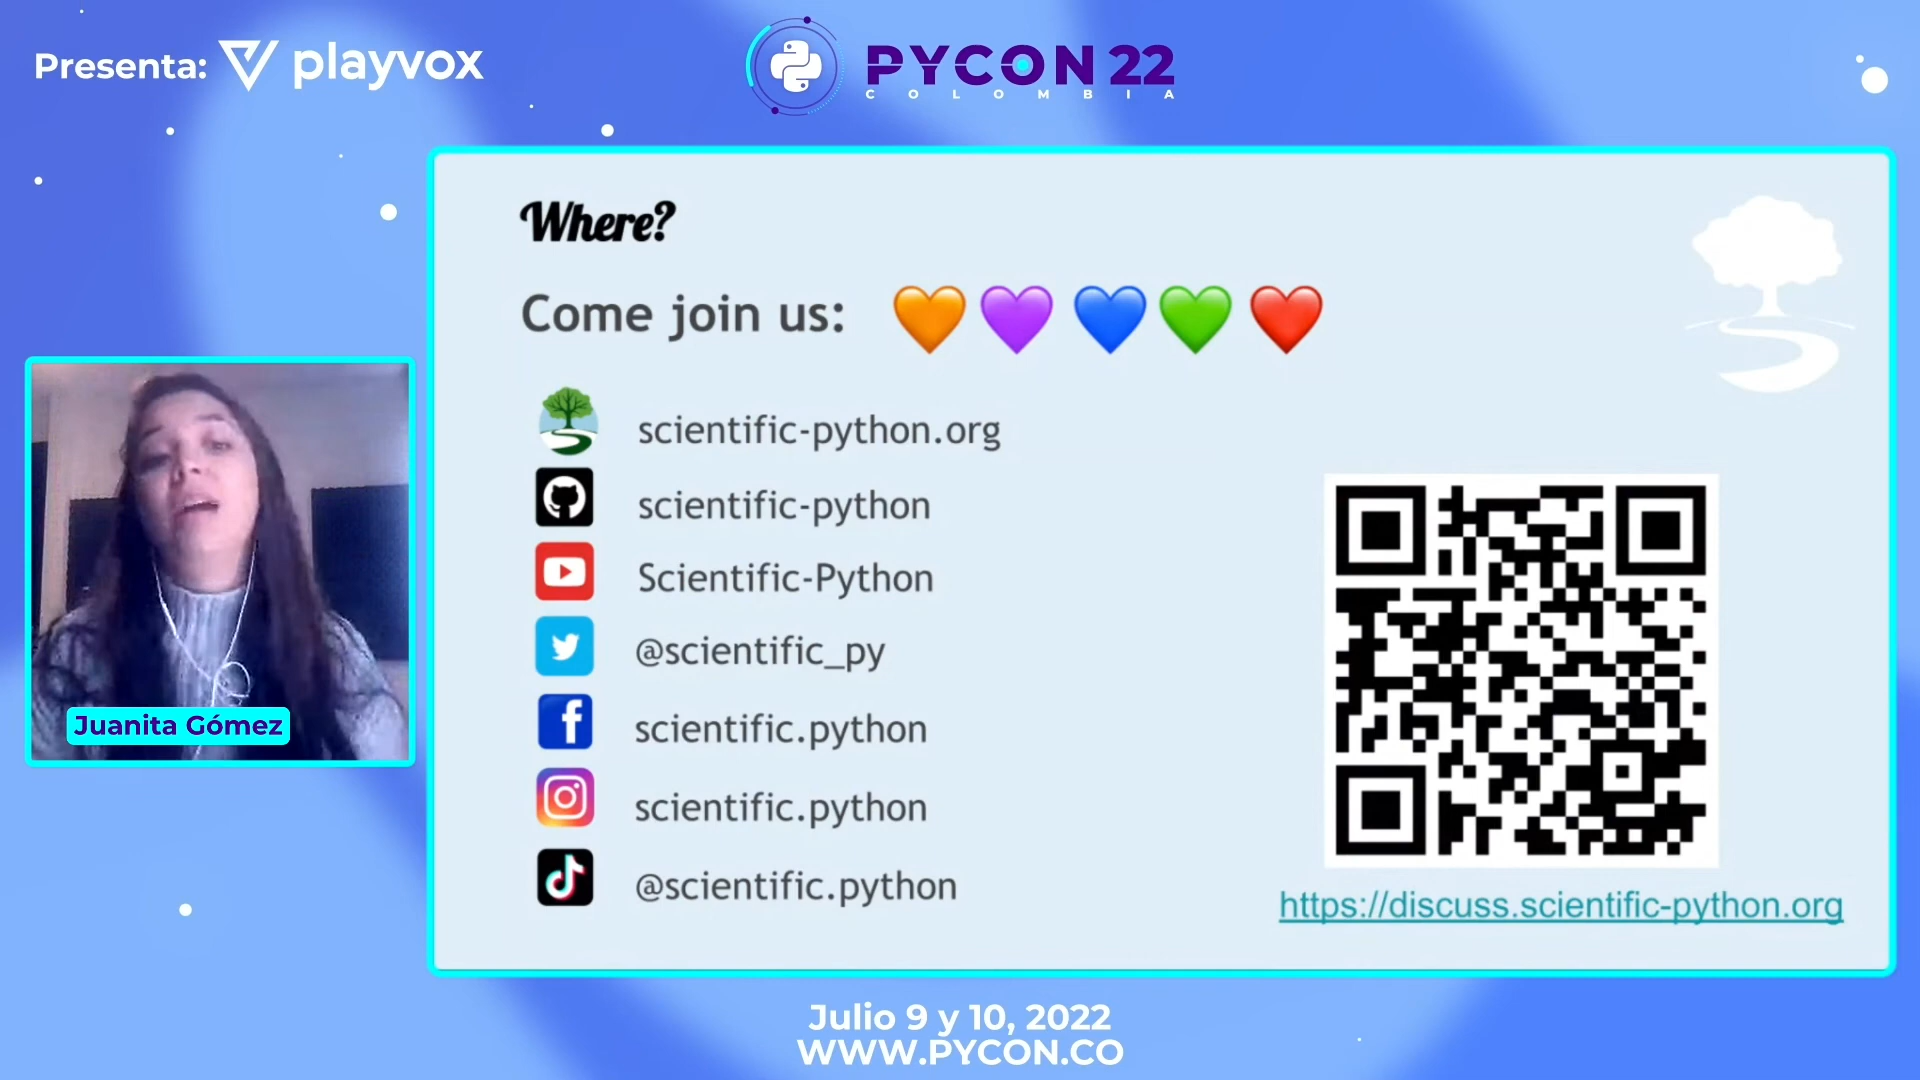 Presenta: playvox
PYCON 22
COLOMBIA
Where?
Come join us:
scientific-python.org
scientific-python
Scientific-Python
@scientific_py
scientific.python
scientific.python
@scientific.python
https://discuss.scientific-python.org
Juanita Gómez
Julio 9 y 10, 2022
WWW.PYCON.CO